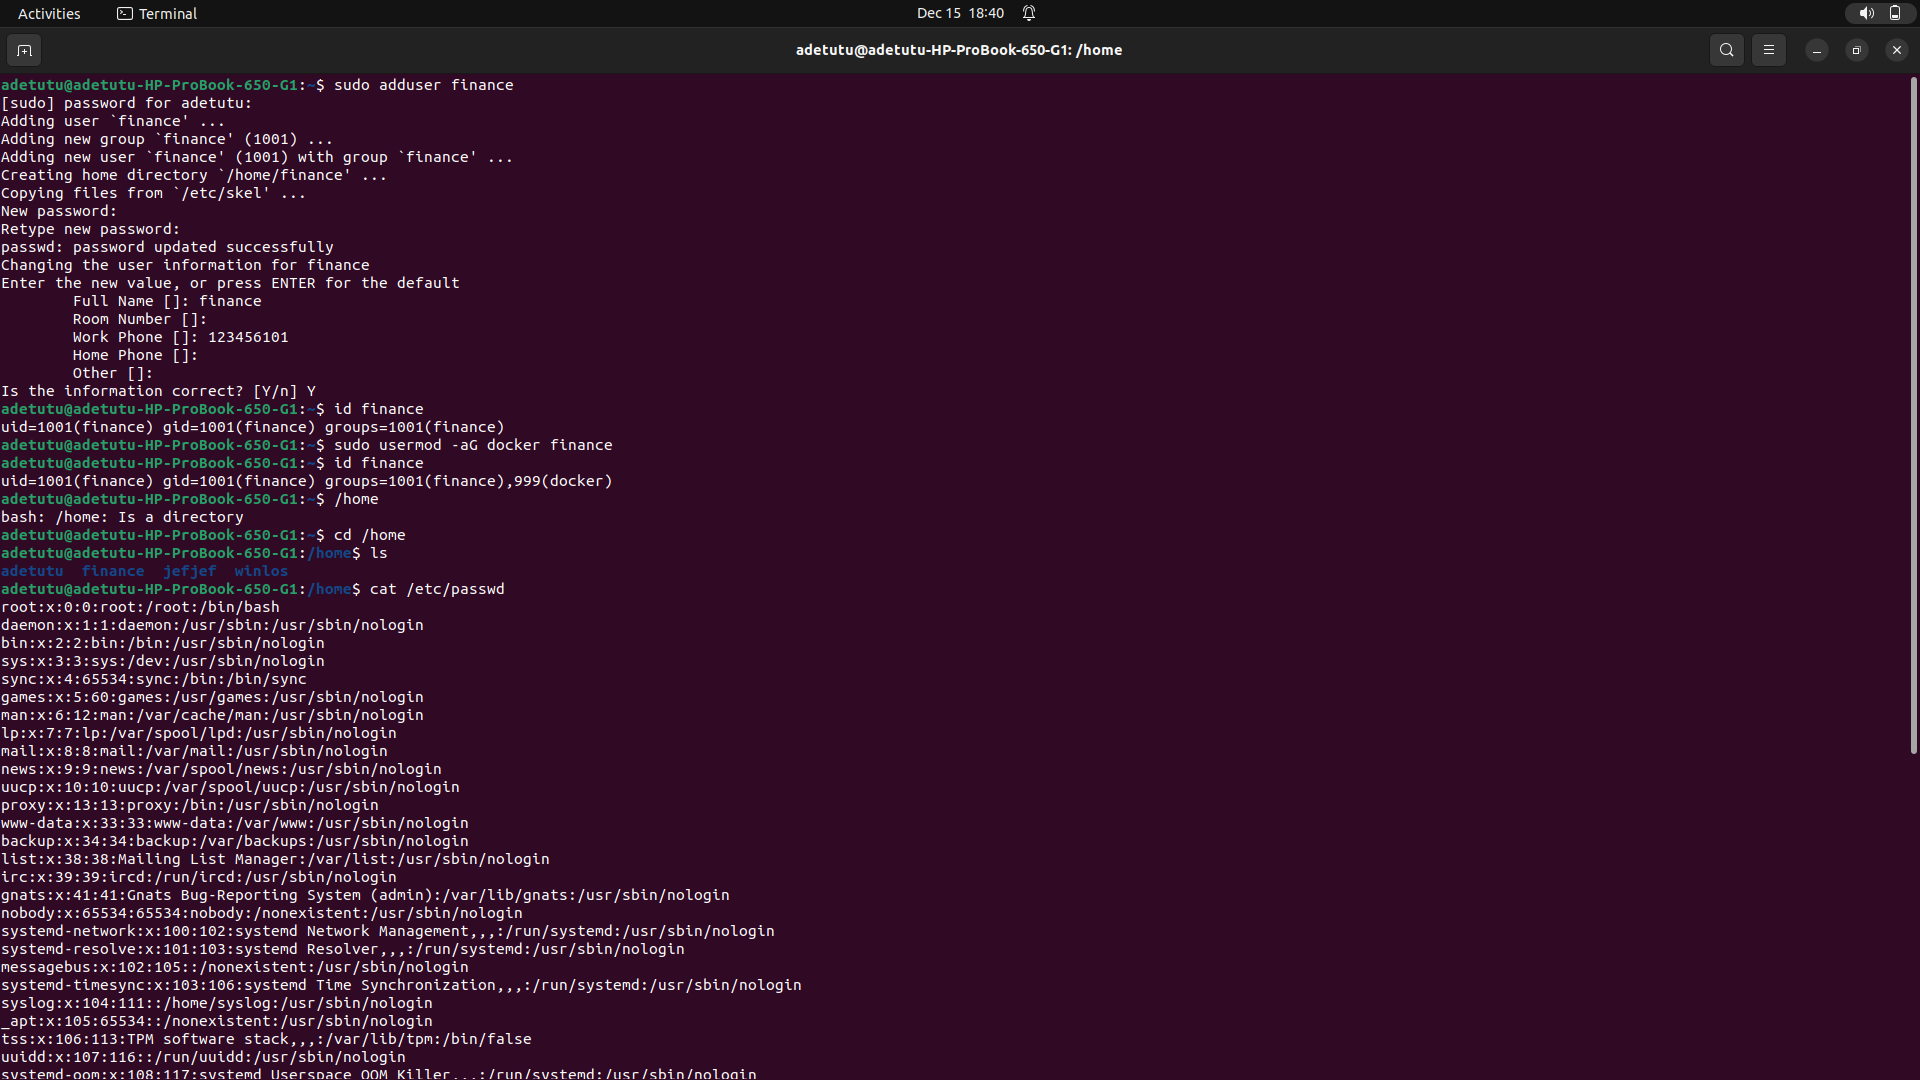 Activities
Terminal
Dec 15 18:40
adetutu@adetutu-HP-ProBook-650-G1: /home
adetutu@adetutu-HP-ProBook-650-G1:~$ sudo adduser finance
[sudo] password for adetutu:
Adding user `finance' ...
Adding new group `finance' (1001) ...
Adding new user `finance' (1001) with group `finance' ...
Creating home directory `/home/finance' ...
Copying files from `/etc/skel' ...
New password:
Retype new password:
passwd: password updated successfully
Changing the user information for finance
Enter the new value, or press ENTER for the default
Full Name []: finance
Room Number []:
Work Phone []: 123456101
Home Phone []:
Other []:
Is the information correct? [Y/n] Y
adetutu@adetutu-HP-ProBook-650-G1:~$ id finance
uid=1001(finance) gid=1001(finance) groups=1001(finance)
adetutu@adetutu-HP-ProBook-650-G1:~$ sudo usermod -aG docker finance
adetutu@adetutu-HP-ProBook-650-G1:~$ id finance
uid=1001(finance) gid=1001(finance) groups=1001(finance),999(docker)
adetutu@adetutu-HP-ProBook-650-G1:~$ /home
bash: /home: Is a directory
adetutu@adetutu-HP-ProBook-650-G1:~$ cd /home
adetutu@adetutu-HP-ProBook-650-G1:/home$ ls
adetutu  finance  jefjef  winlos
adetutu@adetutu-HP-ProBook-650-G1:/home$ cat /etc/passwd
root:x:0:0:root:/root:/bin/bash
daemon:x:1:1:daemon:/usr/sbin:/usr/sbin/nologin
bin:x:2:2:bin:/bin:/usr/sbin/nologin
sys:x:3:3:sys:/dev:/usr/sbin/nologin
sync:x:4:65534:sync:/bin:/bin/sync
games:x:5:60:games:/usr/games:/usr/sbin/nologin
man:x:6:12:man:/var/cache/man:/usr/sbin/nologin
lp:x:7:7:lp:/var/spool/lpd:/usr/sbin/nologin
mail:x:8:8:mail:/var/mail:/usr/sbin/nologin
news:x:9:9:news:/var/spool/news:/usr/sbin/nologin
uucp:x:10:10:uucp:/var/spool/uucp:/usr/sbin/nologin
proxy:x:13:13:proxy:/bin:/usr/sbin/nologin
www-data:x:33:33:www-data:/var/www:/usr/sbin/nologin
backup:x:34:34:backup:/var/backups:/usr/sbin/nologin
list:x:38:38:Mailing List Manager:/var/list:/usr/sbin/nologin
irc:x:39:39:ircd:/run/ircd:/usr/sbin/nologin
gnats:x:41:41:Gnats Bug-Reporting System (admin):/var/lib/gnats:/usr/sbin/nologin
nobody:x:65534:65534:nobody:/nonexistent:/usr/sbin/nologin
systemd-network:x:100:102:systemd Network Management,,,:/run/systemd:/usr/sbin/nologin
systemd-resolve:x:101:103:systemd Resolver,,,:/run/systemd:/usr/sbin/nologin
messagebus:x:102:105::/nonexistent:/usr/sbin/nologin
systemd-timesync:x:103:106:systemd Time Synchronization,,,:/run/systemd:/usr/sbin/nologin
syslog:x:104:111::/home/syslog:/usr/sbin/nologin
_apt:x:105:65534::/nonexistent:/usr/sbin/nologin
tss:x:106:113:TPM software stack,,,:/var/lib/tpm:/bin/false
uuidd:x:107:116::/run/uuidd:/usr/sbin/nologin
systemd-oom:x:108:117:systemd Userspace OOM Killer,,,:/run/systemd:/usr/sbin/nologin